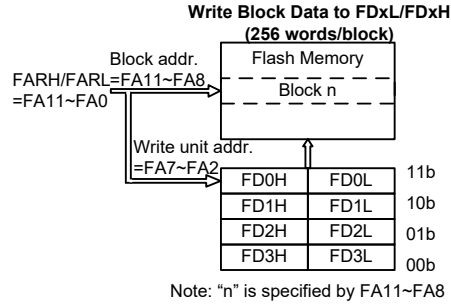 Write Block Data to FDxL/FDxH
(256 words/block)
Block addr.
FARH/FARL=FA11~FA8
=FA11~FA0
Flash Memory
Block n
Write unit addr.
=FA7~FA2
FD0H FD0L 11b
FD1H FD1L 10b
FD2H FD2L 01b
FD3H FD3L 00b
Note: “n” is specified by FA11~FA8